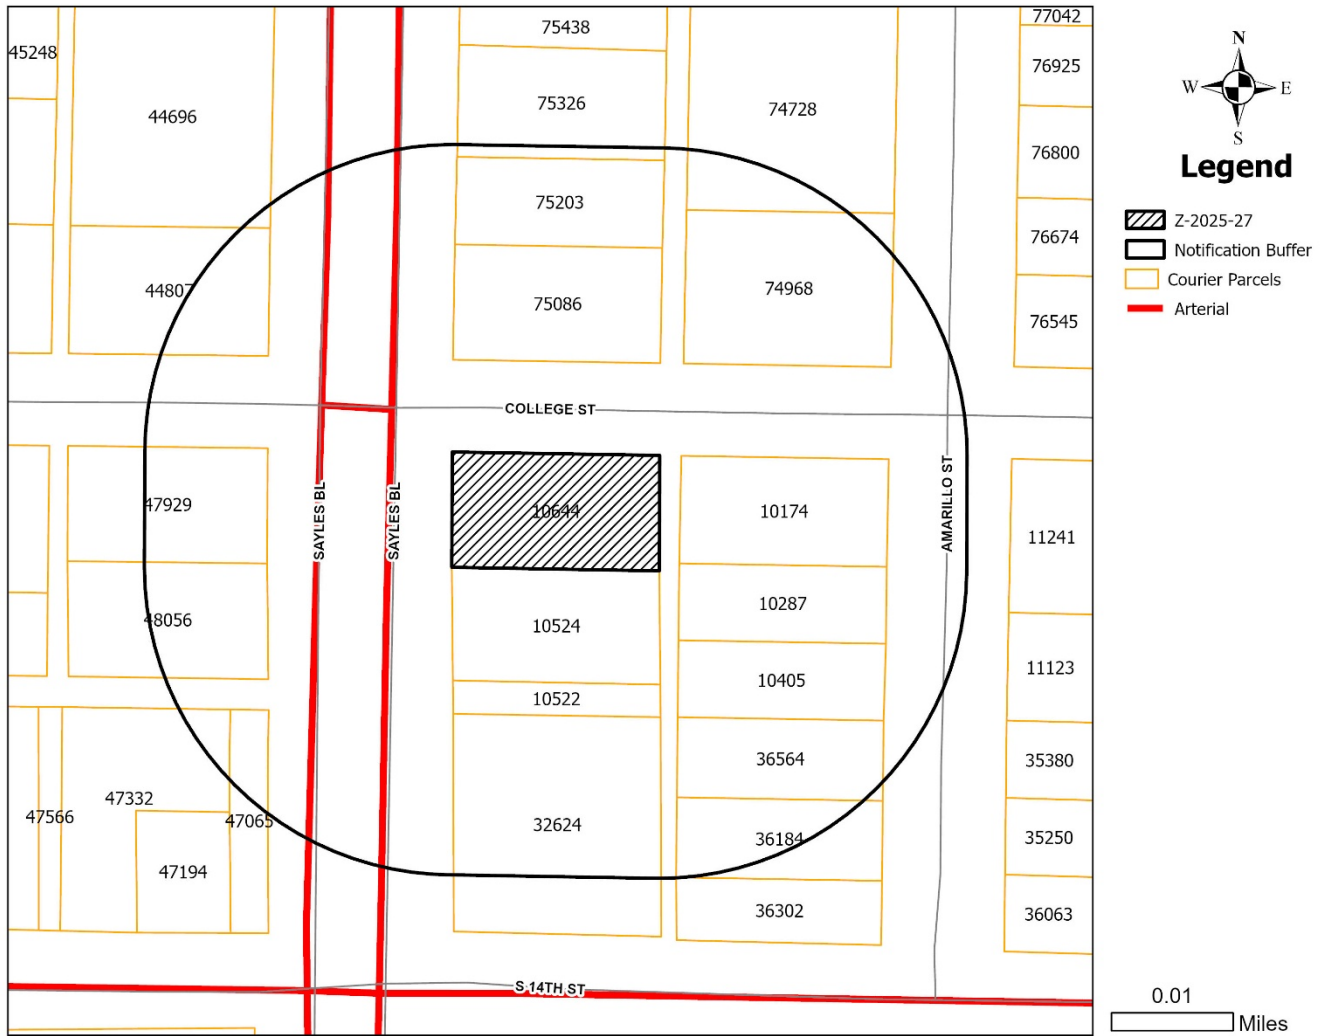 75438
77042
45248
76925
75326
74728
44696
76800
75203
76674
44807
74968
75086
76545
COLLEGE ST
47929
10644
10174
SAYLES BL
SAYLES BL
AMARILLO ST
11241
48056
10287
10524
11123
10405
10522
36564
35380
47332
47566
47065
32624
36184
35250
47194
36302
36063
S 14TH ST
N
W E
S
Legend
Z-2025-27
Notification Buffer
Courier Parcels
Arterial
0.01
Miles